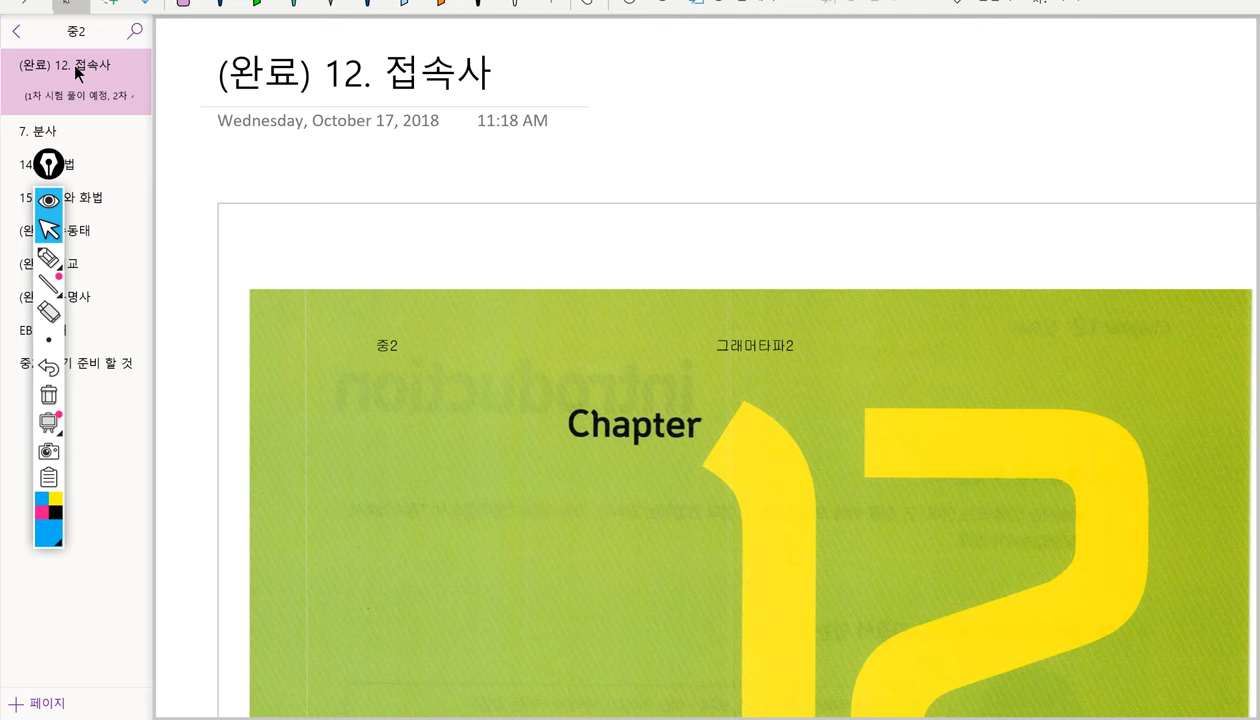 중2
(완료) 12. 접속사
(1차 시험 풀이 예정, 2차
7. 분사
14 법
15 와 화법
(완 동태
(완 교
(완 명사
EB
중2 기 준비 할 것
페이지
(완료) 12. 접속사
Wednesday, October 17, 2018 11:18 AM
중2 그래머타파2
introduction
Chapter
12